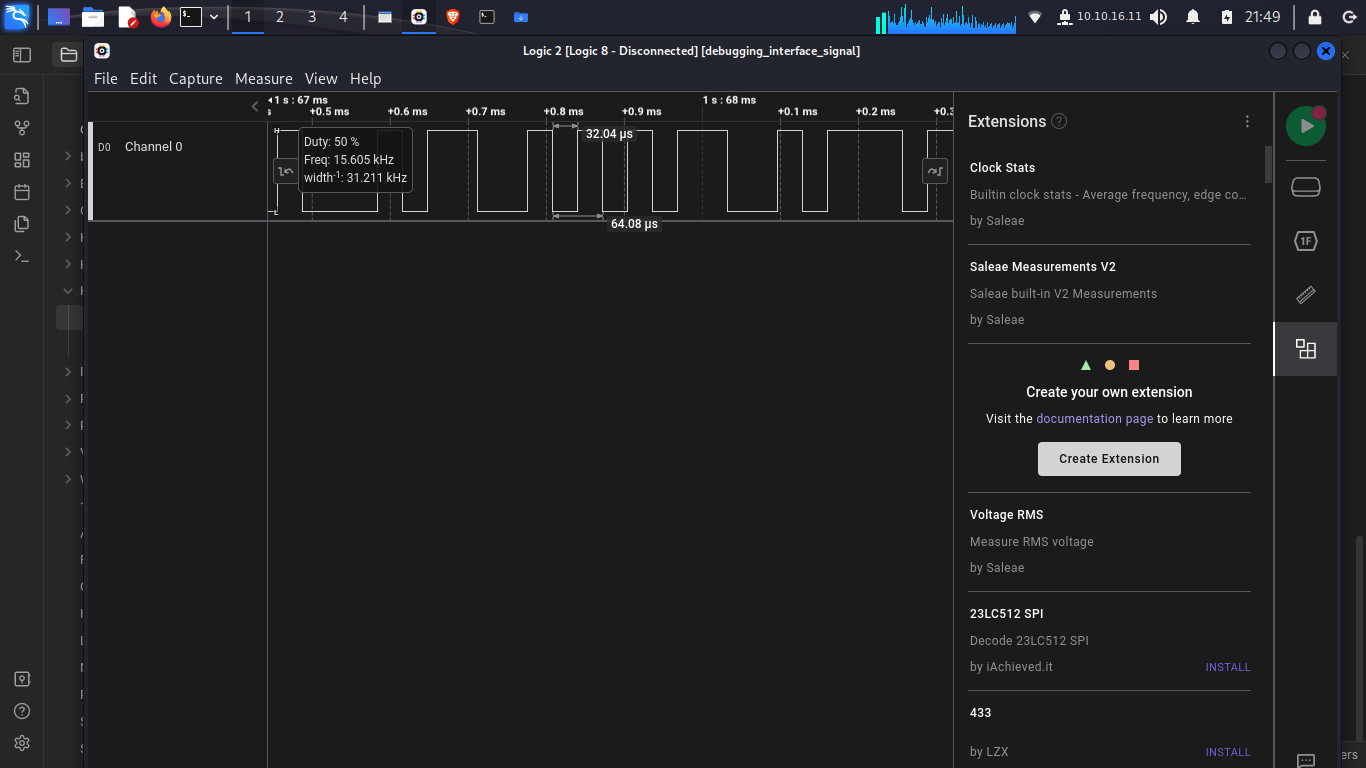 1 2 3 4 10.10.16.11 21:49
Logic 2 [Logic 8 - Disconnected] [debugging_interface_signal]
File Edit Capture Measure View Help
1 s : 67 ms 1 s : 68 ms
+0.5 ms +0.6 ms +0.7 ms +0.8 ms +0.9 ms +0.1 ms +0.2 ms +0.3
D0 Channel 0
H
L
Duty: 50 %
Freq: 15.605 kHz
width-1: 31.211 kHz
32.04 µs
64.08 µs
Extensions ?
Clock Stats
Builtin clock stats - Average frequency, edge co…
by Saleae
Saleae Measurements V2
Saleae built-in V2 Measurements
by Saleae
Create your own extension
Visit the documentation page to learn more
Create Extension
Voltage RMS
Measure RMS voltage
by Saleae
23LC512 SPI
Decode 23LC512 SPI
by iAchieved.it INSTALL
433
by LZX INSTALL
1F
ers